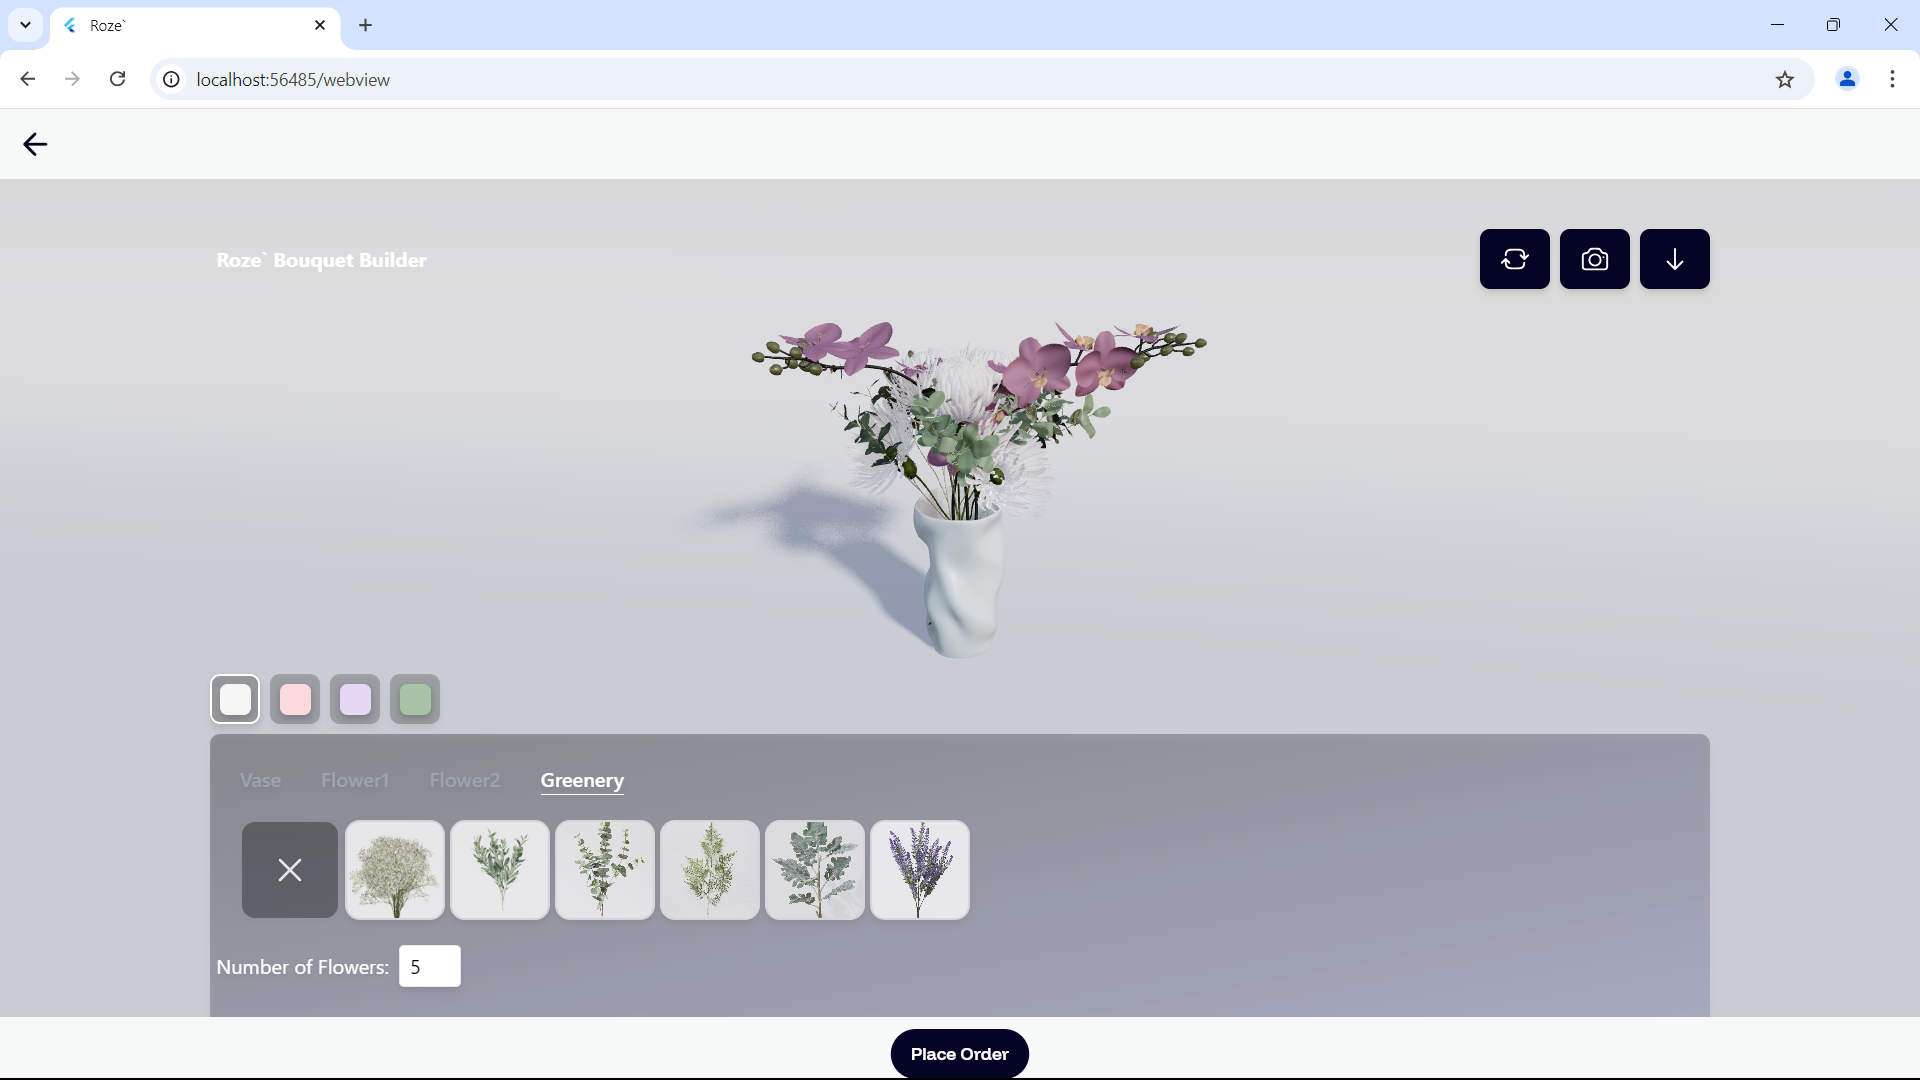 Roze`
localhost:56485/webview
Roze` Bouquet Builder
Vase Flower1 Flower2 Greenery
Number of Flowers: 5
Place Order